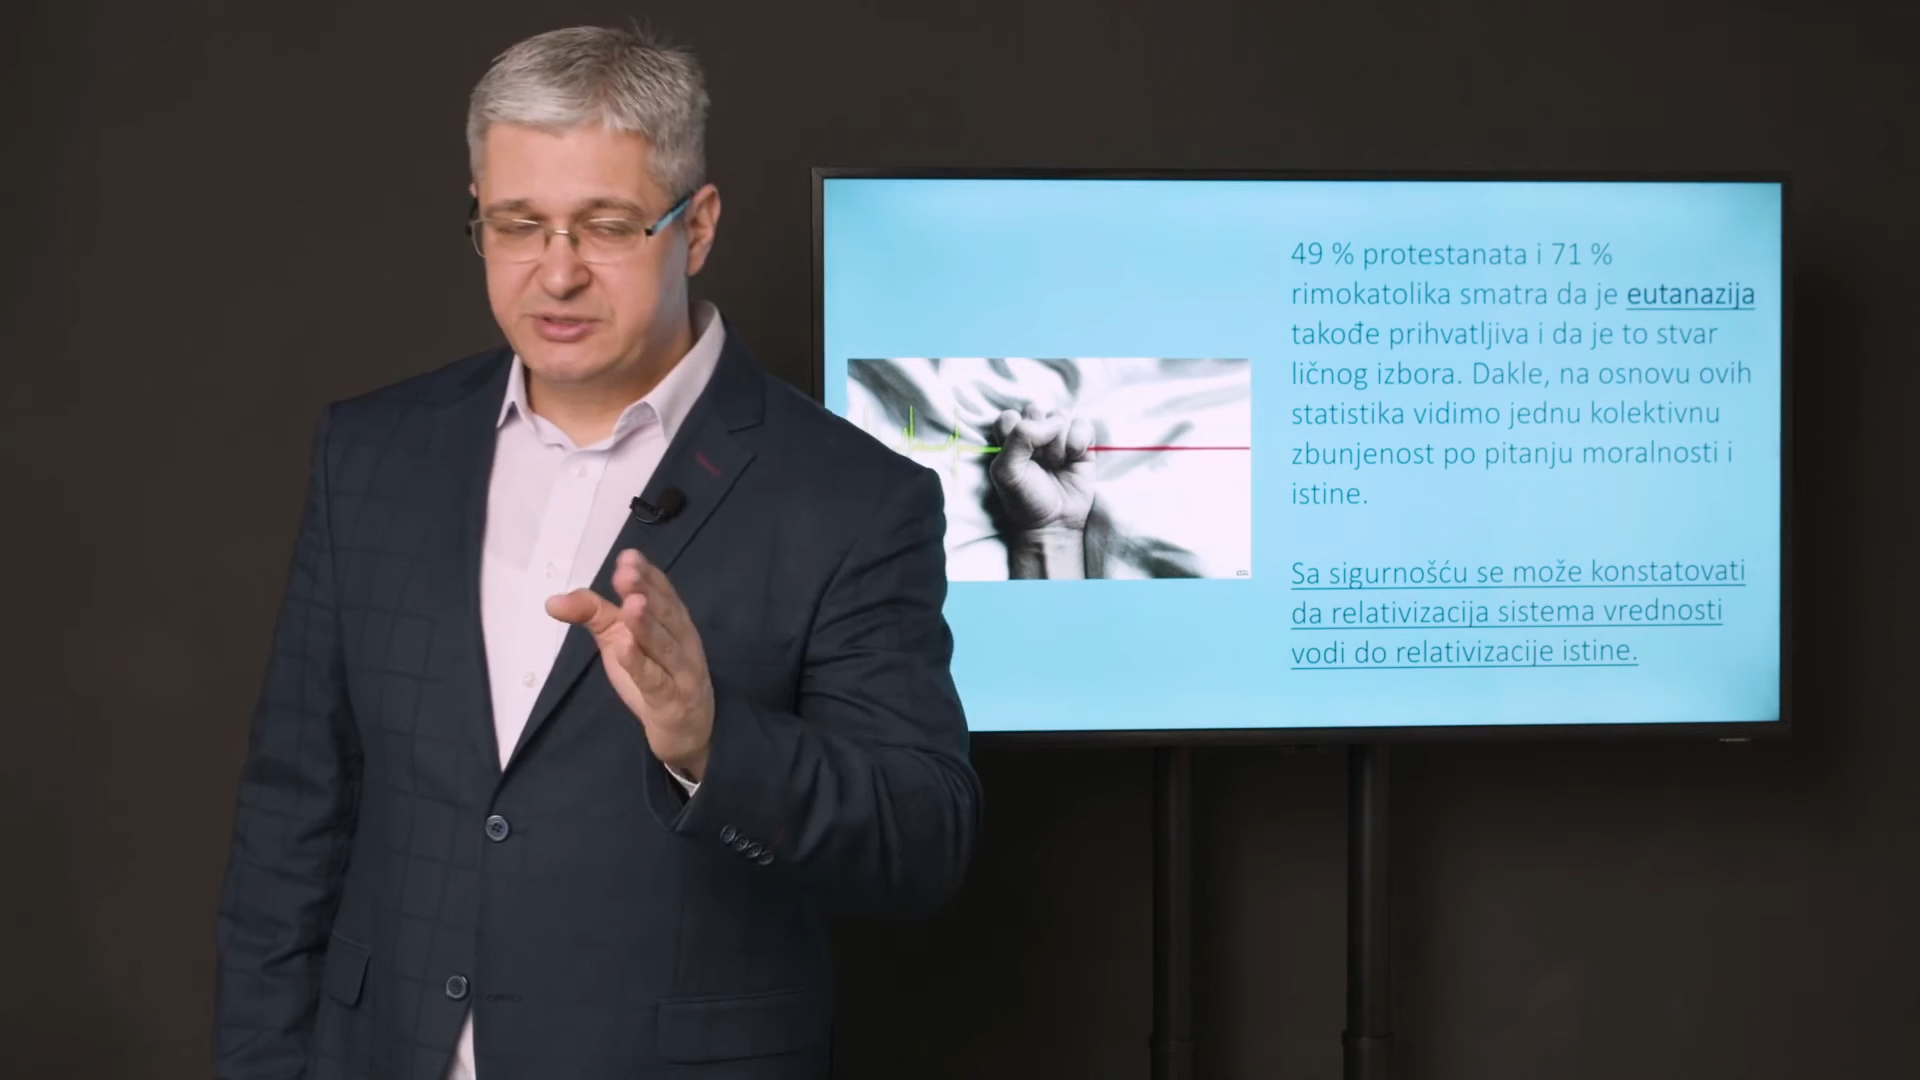 49 % protestanata i 71 %
rimokatolika smatra da je eutanazija
takođe prihvatljiva i da je to stvar
ličnog izbora. Dakle, na osnovu ovih
statistika vidimo jednu kolektivnu
zbunjenost po pitanju moralnosti i
istine.
Sa sigurnošću se može konstatovati
da relativizacija sistema vrednosti
vodi do relativizacije istine.